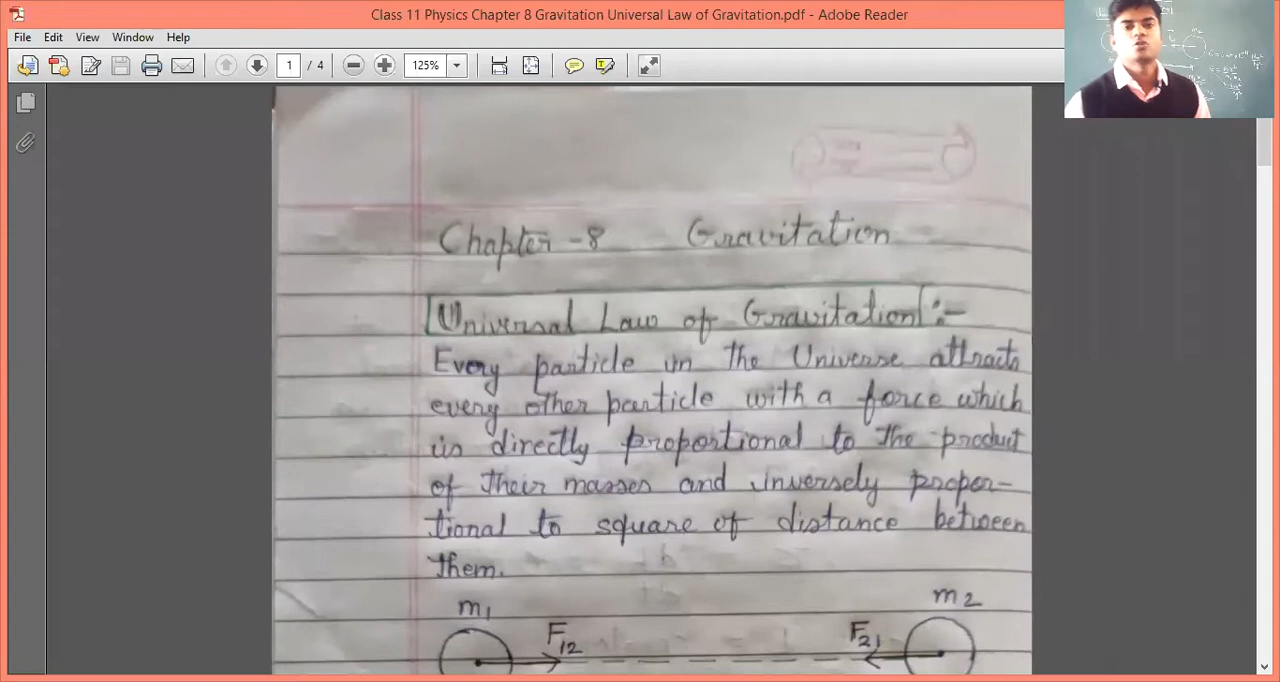 Class 11 Physics Chapter 8 Gravitation Universal Law of Gravitation.pdf - Adobe Reader
File Edit View Window Help
1 / 4 125%
Chapter -8 Gravitation
Universal Law of Gravitation :-
Every particle in the Universe attracts
every other particle with a force which
is directly proportional to the product
of their masses and inversely propor-
tional to square of distance between
them.
m1 m2
F12 F21